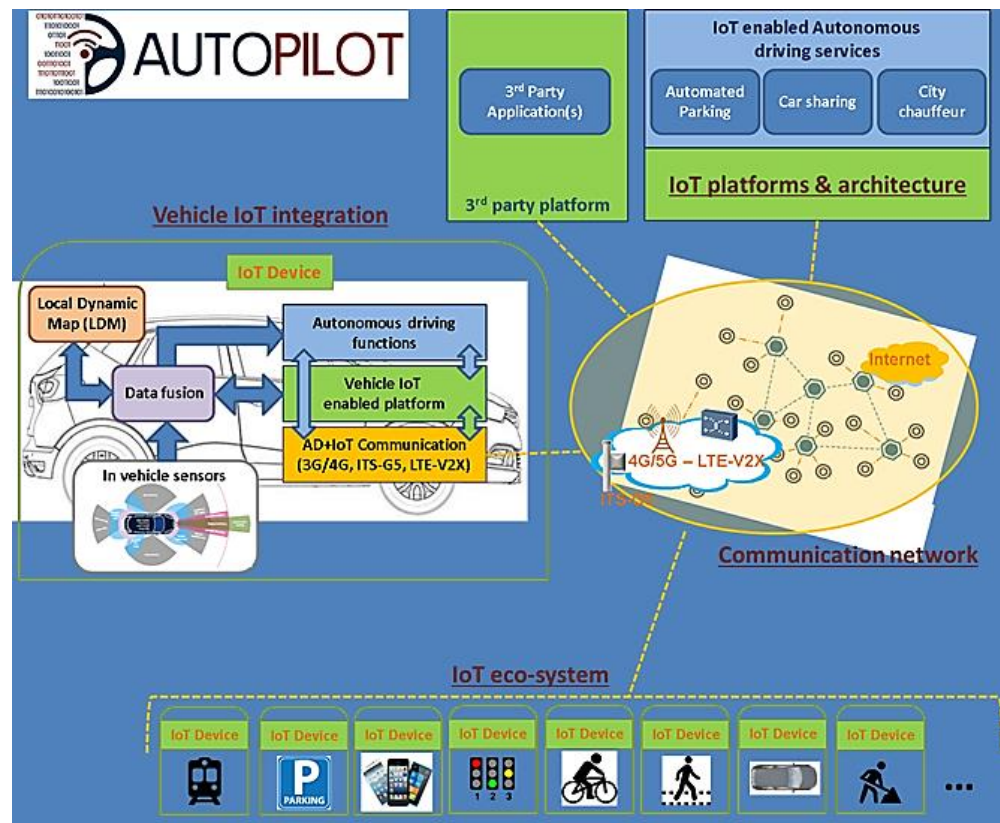 AUTOPILOT
3rd Party
Application(s)
3rd party platform
IoT enabled Autonomous
driving services
Automated
Parking
Car sharing
City
chauffeur
IoT platforms & architecture
Vehicle IoT integration
IoT Device
Local Dynamic
Map (LDM)
Autonomous driving
functions
Data fusion
Vehicle IoT
enabled platform
AD+IoT Communication
(3G/4G, ITS-G5, LTE-V2X)
In vehicle sensors
Internet
4G/5G – LTE-V2X
ITS-G5
Communication network
IoT eco-system
IoT Device
IoT Device
IoT Device
IoT Device
IoT Device
IoT Device
IoT Device
IoT Device
P
PARKING
1 2 3
...